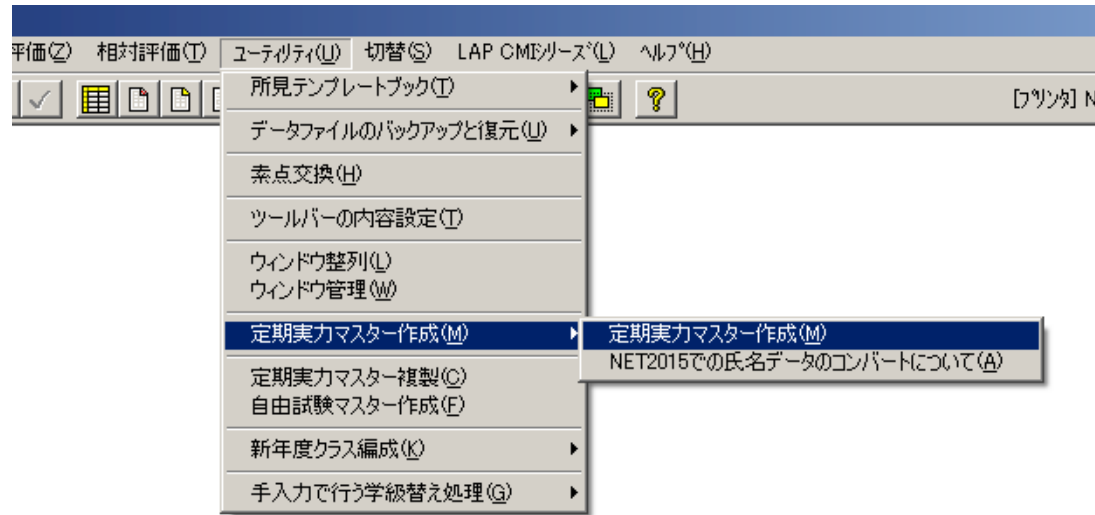 平価(Z) 相対評価(T) ユーティリティ(U) 切替(S) LAP CMIシリーズ(L) ヘルプ(H)
[プリンタ] N
所見テンプレートブック(T)
データファイルのバックアップと復元(U)
素点交換(H)
ツールバーの内容設定(T)
ウィンドウ整列(L)
ウィンドウ管理(W)
定期実力マスター作成(M)
定期実力マスター作成(M)
NET2015での氏名データのコンバートについて(A)
定期実力マスター複製(C)
自由試験マスター作成(F)
新年度クラス編成(K)
手入力で行う学級替え処理(G)